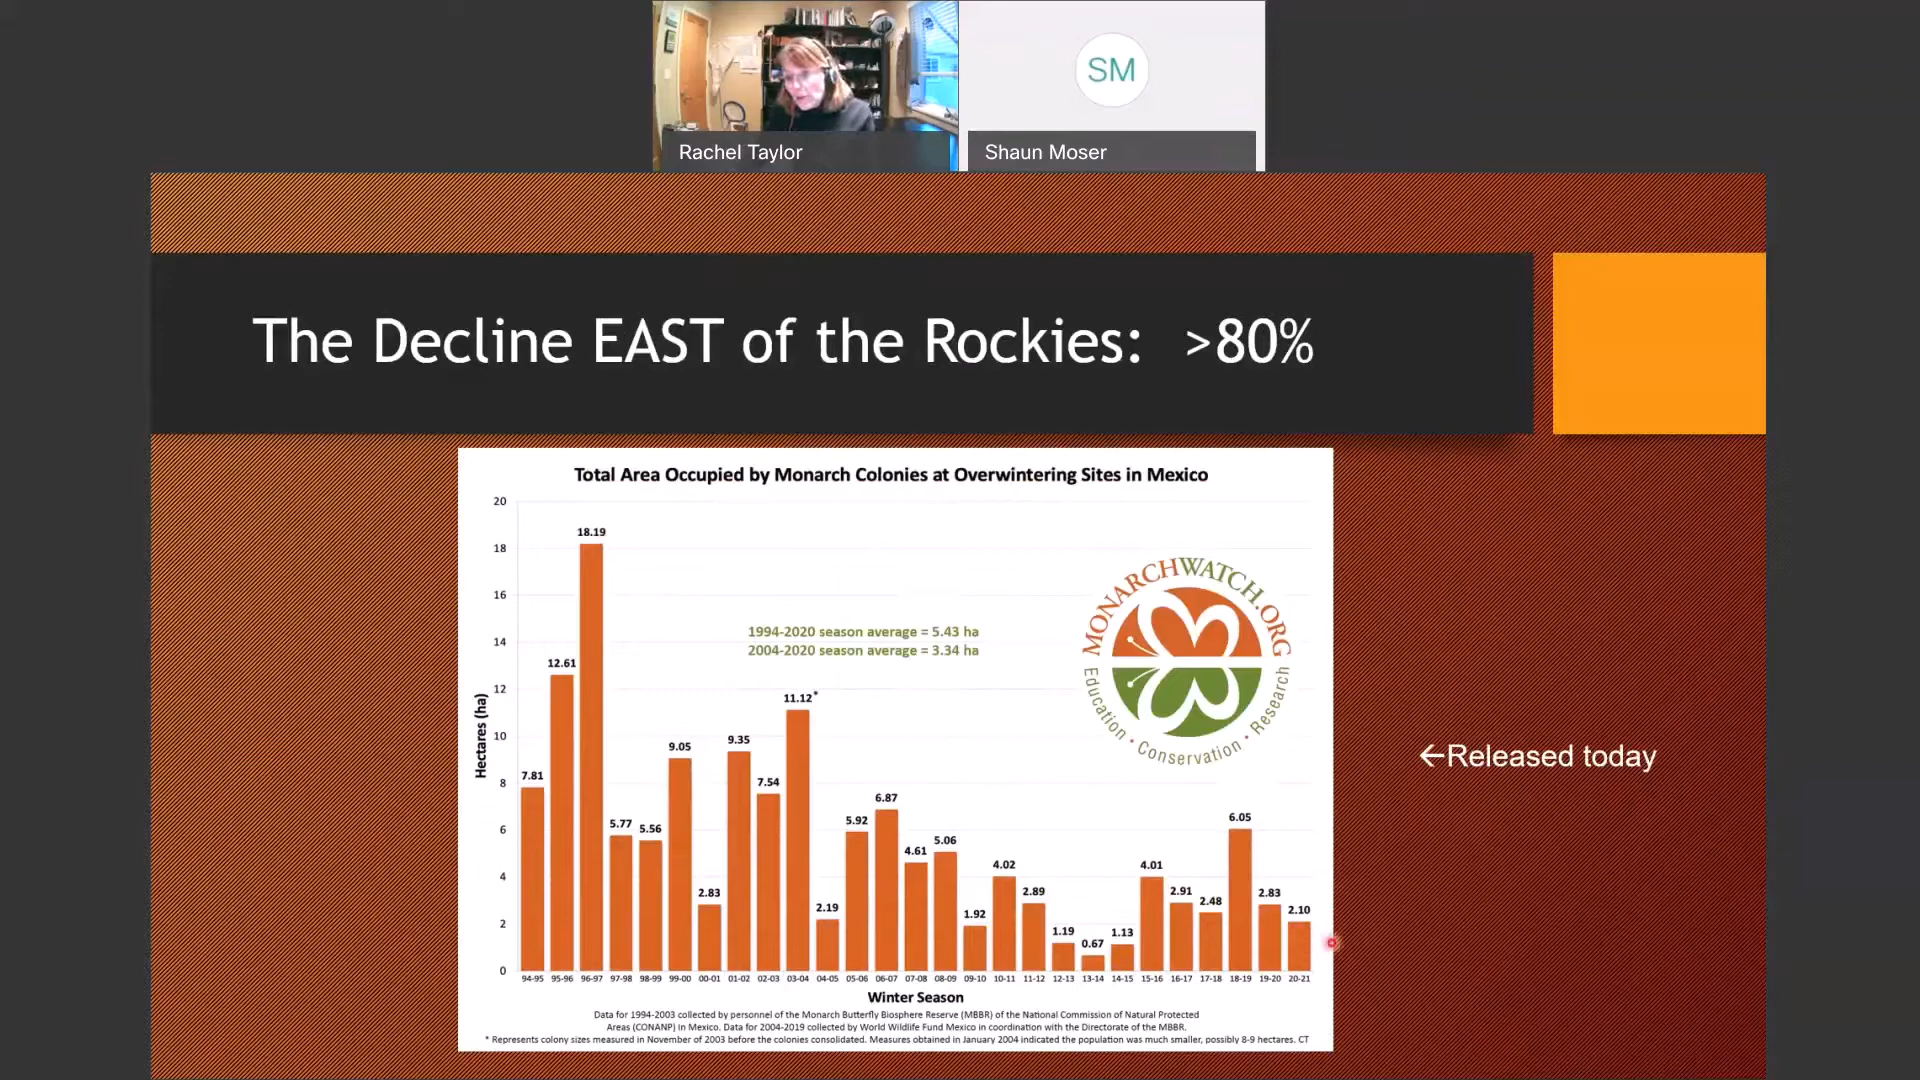 SM
Rachel Taylor
Shaun Moser
The Decline EAST of the Rockies: >80%
Total Area Occupied by Monarch Colonies at Overwintering Sites in Mexico
20
18
16
14
12
10
8
6
4
2
0
Hectares (ha)
7.81
12.61
18.19
5.77
5.56
9.05
2.83
9.35
7.54
11.12*
2.19
5.92
6.87
4.61
5.06
1.92
4.02
2.89
1.19
0.67
1.13
4.01
2.91
2.48
6.05
2.83
2.10
1994-2020 season average = 5.43 ha
2004-2020 season average = 3.34 ha
MONARCHWATCH.ORG
Education • Conservation • Research
←Released today
94-95 95-96 96-97 97-98 98-99 99-00 00-01 01-02 02-03 03-04 04-05 05-06 06-07 07-08 08-09 09-10 10-11 11-12 12-13 13-14 14-15 15-16 16-17 17-18 18-19 19-20 20-21
Winter Season
Data for 1994-2003 collected by personnel of the Monarch Butterfly Biosphere Reserve (MBBR) of the National Commission of Natural Protected
Areas (CONANP) in Mexico. Data for 2004-2019 collected by World Wildlife Fund Mexico in coordination with the Directorate of the MBBR.
* Represents colony sizes measured in November of 2003 before the colonies consolidated. Measures obtained in January 2004 indicated the population was much smaller, possibly 8-9 hectares. CT